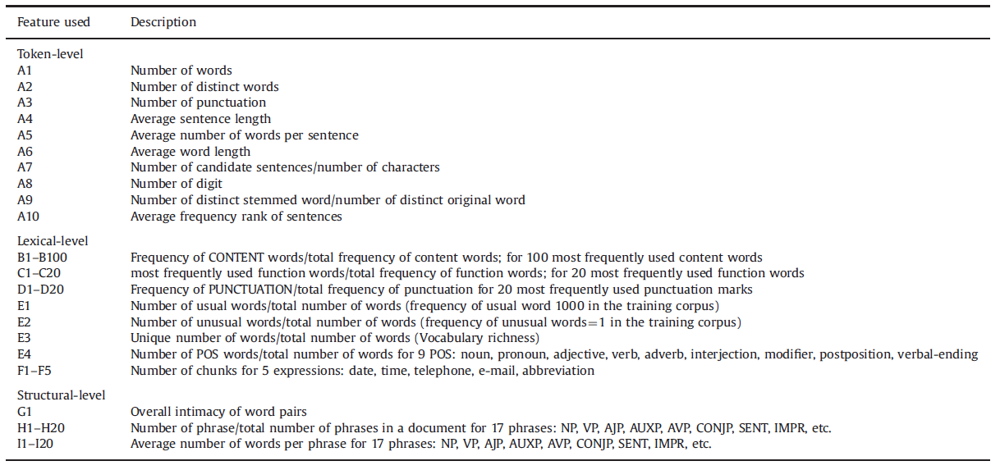 Feature used Description
Token-level
A1 Number of words
A2 Number of distinct words
A3 Number of punctuation
A4 Average sentence length
A5 Average number of words per sentence
A6 Average word length
A7 Number of candidate sentences/number of characters
A8 Number of digit
A9 Number of distinct stemmed word/number of distinct original word
A10 Average frequency rank of sentences
Lexical-level
B1–B100 Frequency of CONTENT words/total frequency of content words; for 100 most frequently used content words
C1–C20 most frequently used function words/total frequency of function words; for 20 most frequently used function words
D1–D20 Frequency of PUNCTUATION/total frequency of punctuation for 20 most frequently used punctuation marks
E1 Number of usual words/total number of words (frequency of usual word 1000 in the training corpus)
E2 Number of unusual words/total number of words (frequency of unusual words=1 in the training corpus)
E3 Unique number of words/total number of words (Vocabulary richness)
E4 Number of POS words/total number of words for 9 POS: noun, pronoun, adjective, verb, adverb, interjection, modifier, postposition, verbal-ending
F1–F5 Number of chunks for 5 expressions: date, time, telephone, e-mail, abbreviation
Structural-level
G1 Overall intimacy of word pairs
H1–H20 Number of phrase/total number of phrases in a document for 17 phrases: NP, VP, AJP, AUXP, AVP, CONJP, SENT, IMPR, etc.
I1–I20 Average number of words per phrase for 17 phrases: NP, VP, AJP, AUXP, AVP, CONJP, SENT, IMPR, etc.